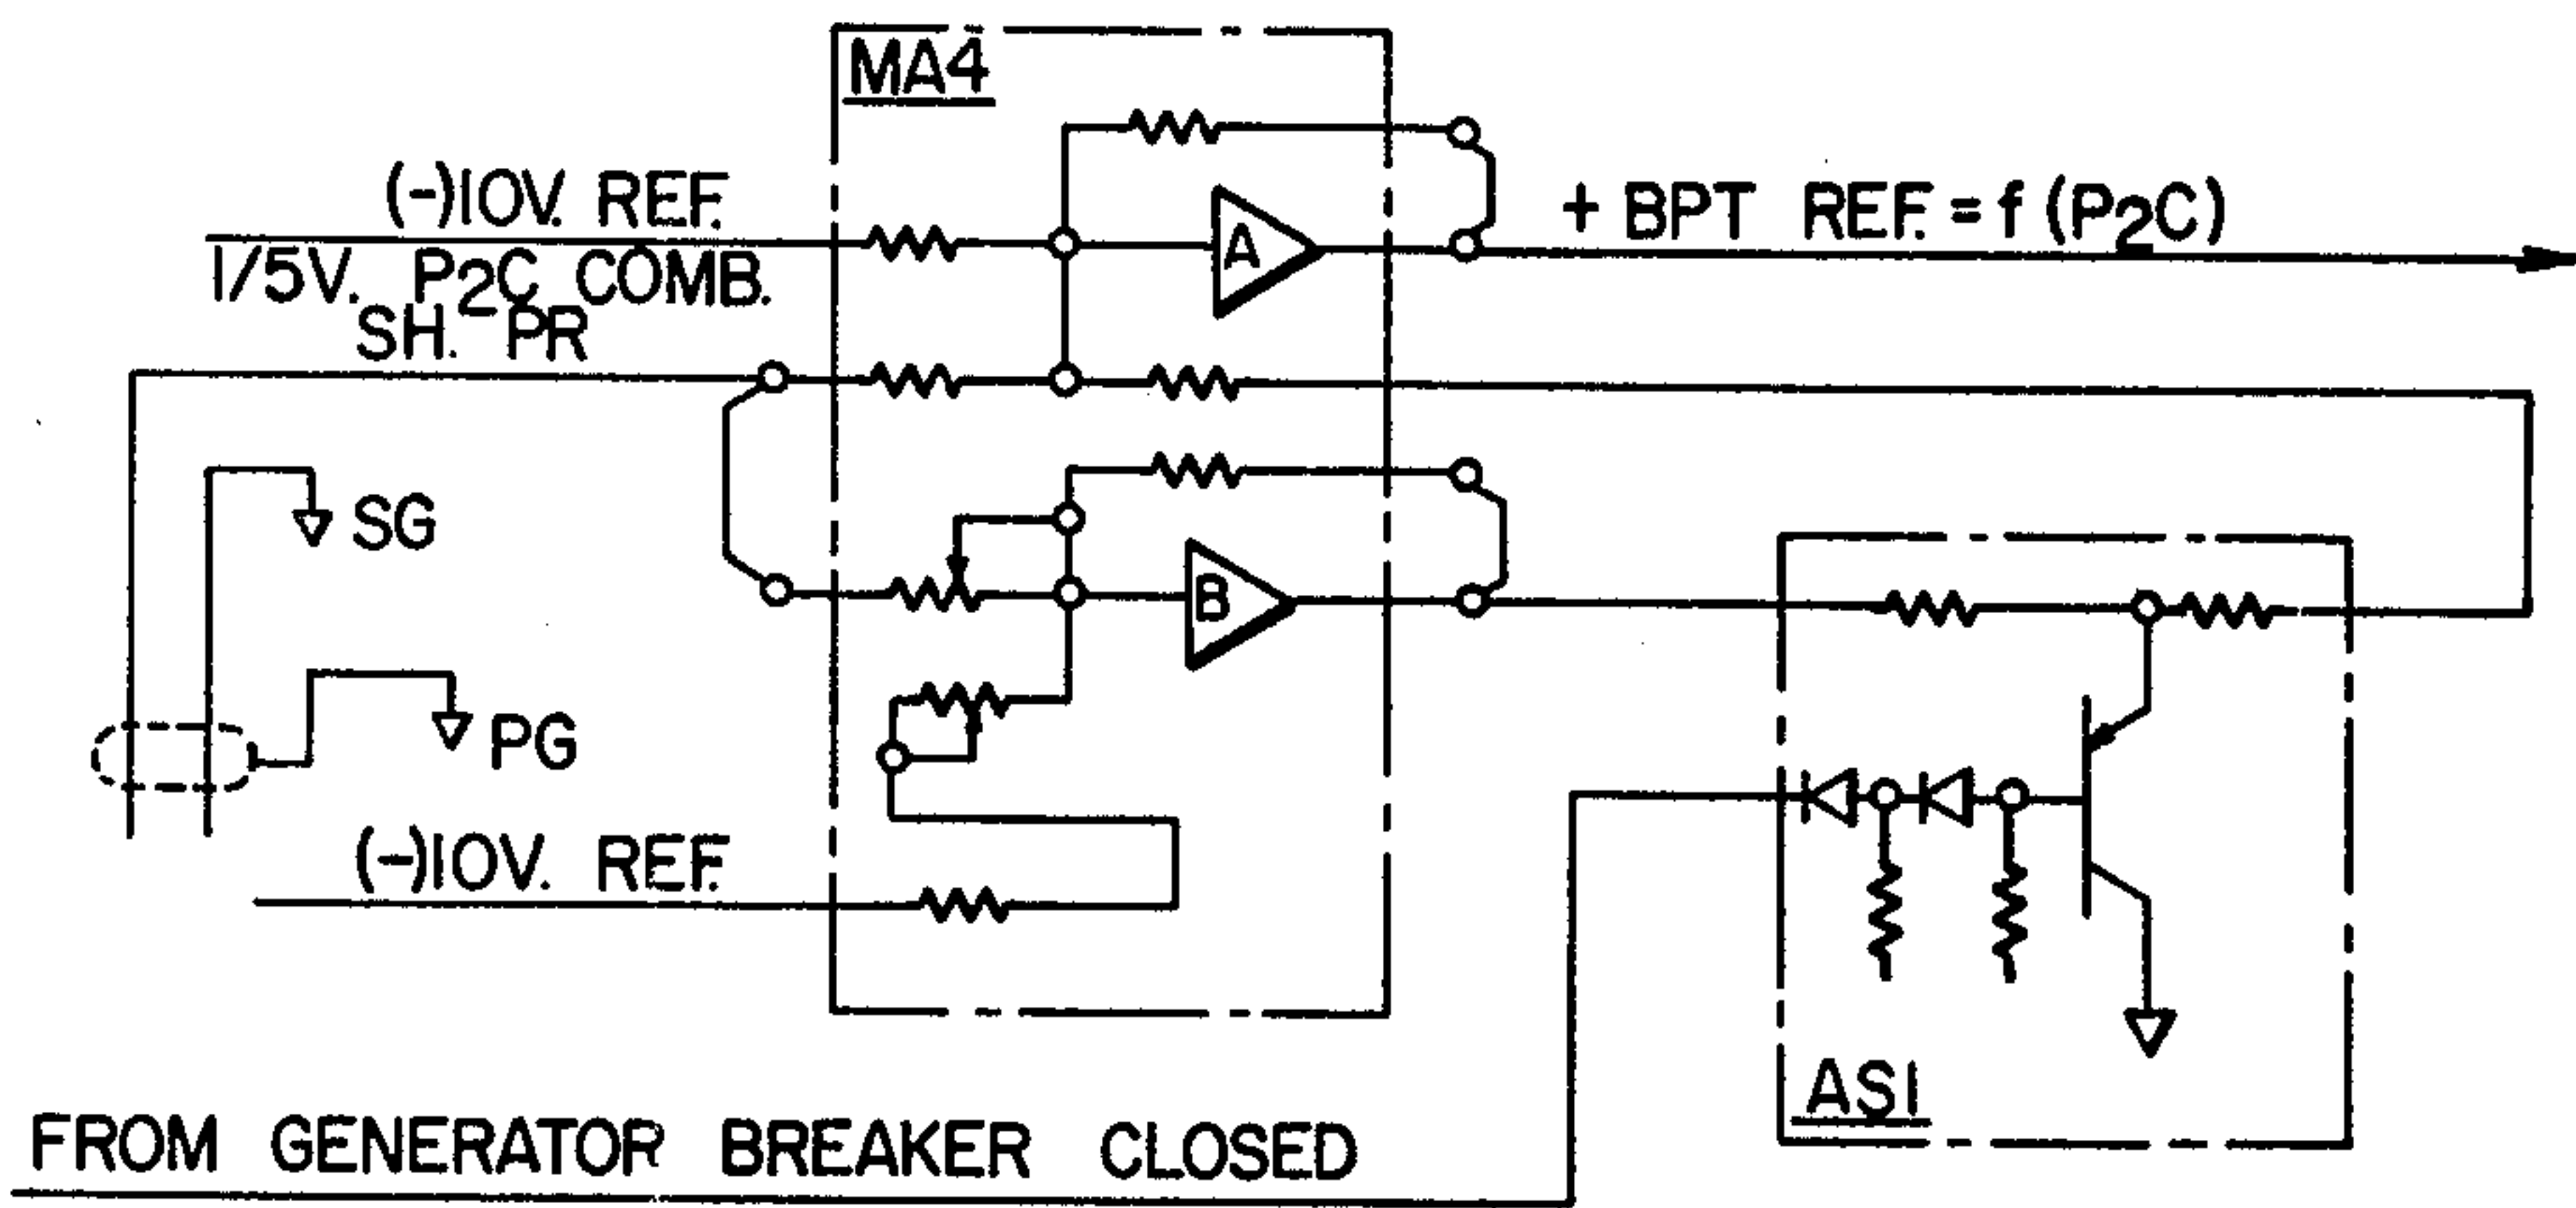 MA4
(-)10V. REF.
1/5V. P2C COMB.
SH. PR
A
+ BPT REF. = f (P2C)
SG
B
PG
(-)10V. REF.
AS1
FROM GENERATOR BREAKER CLOSED